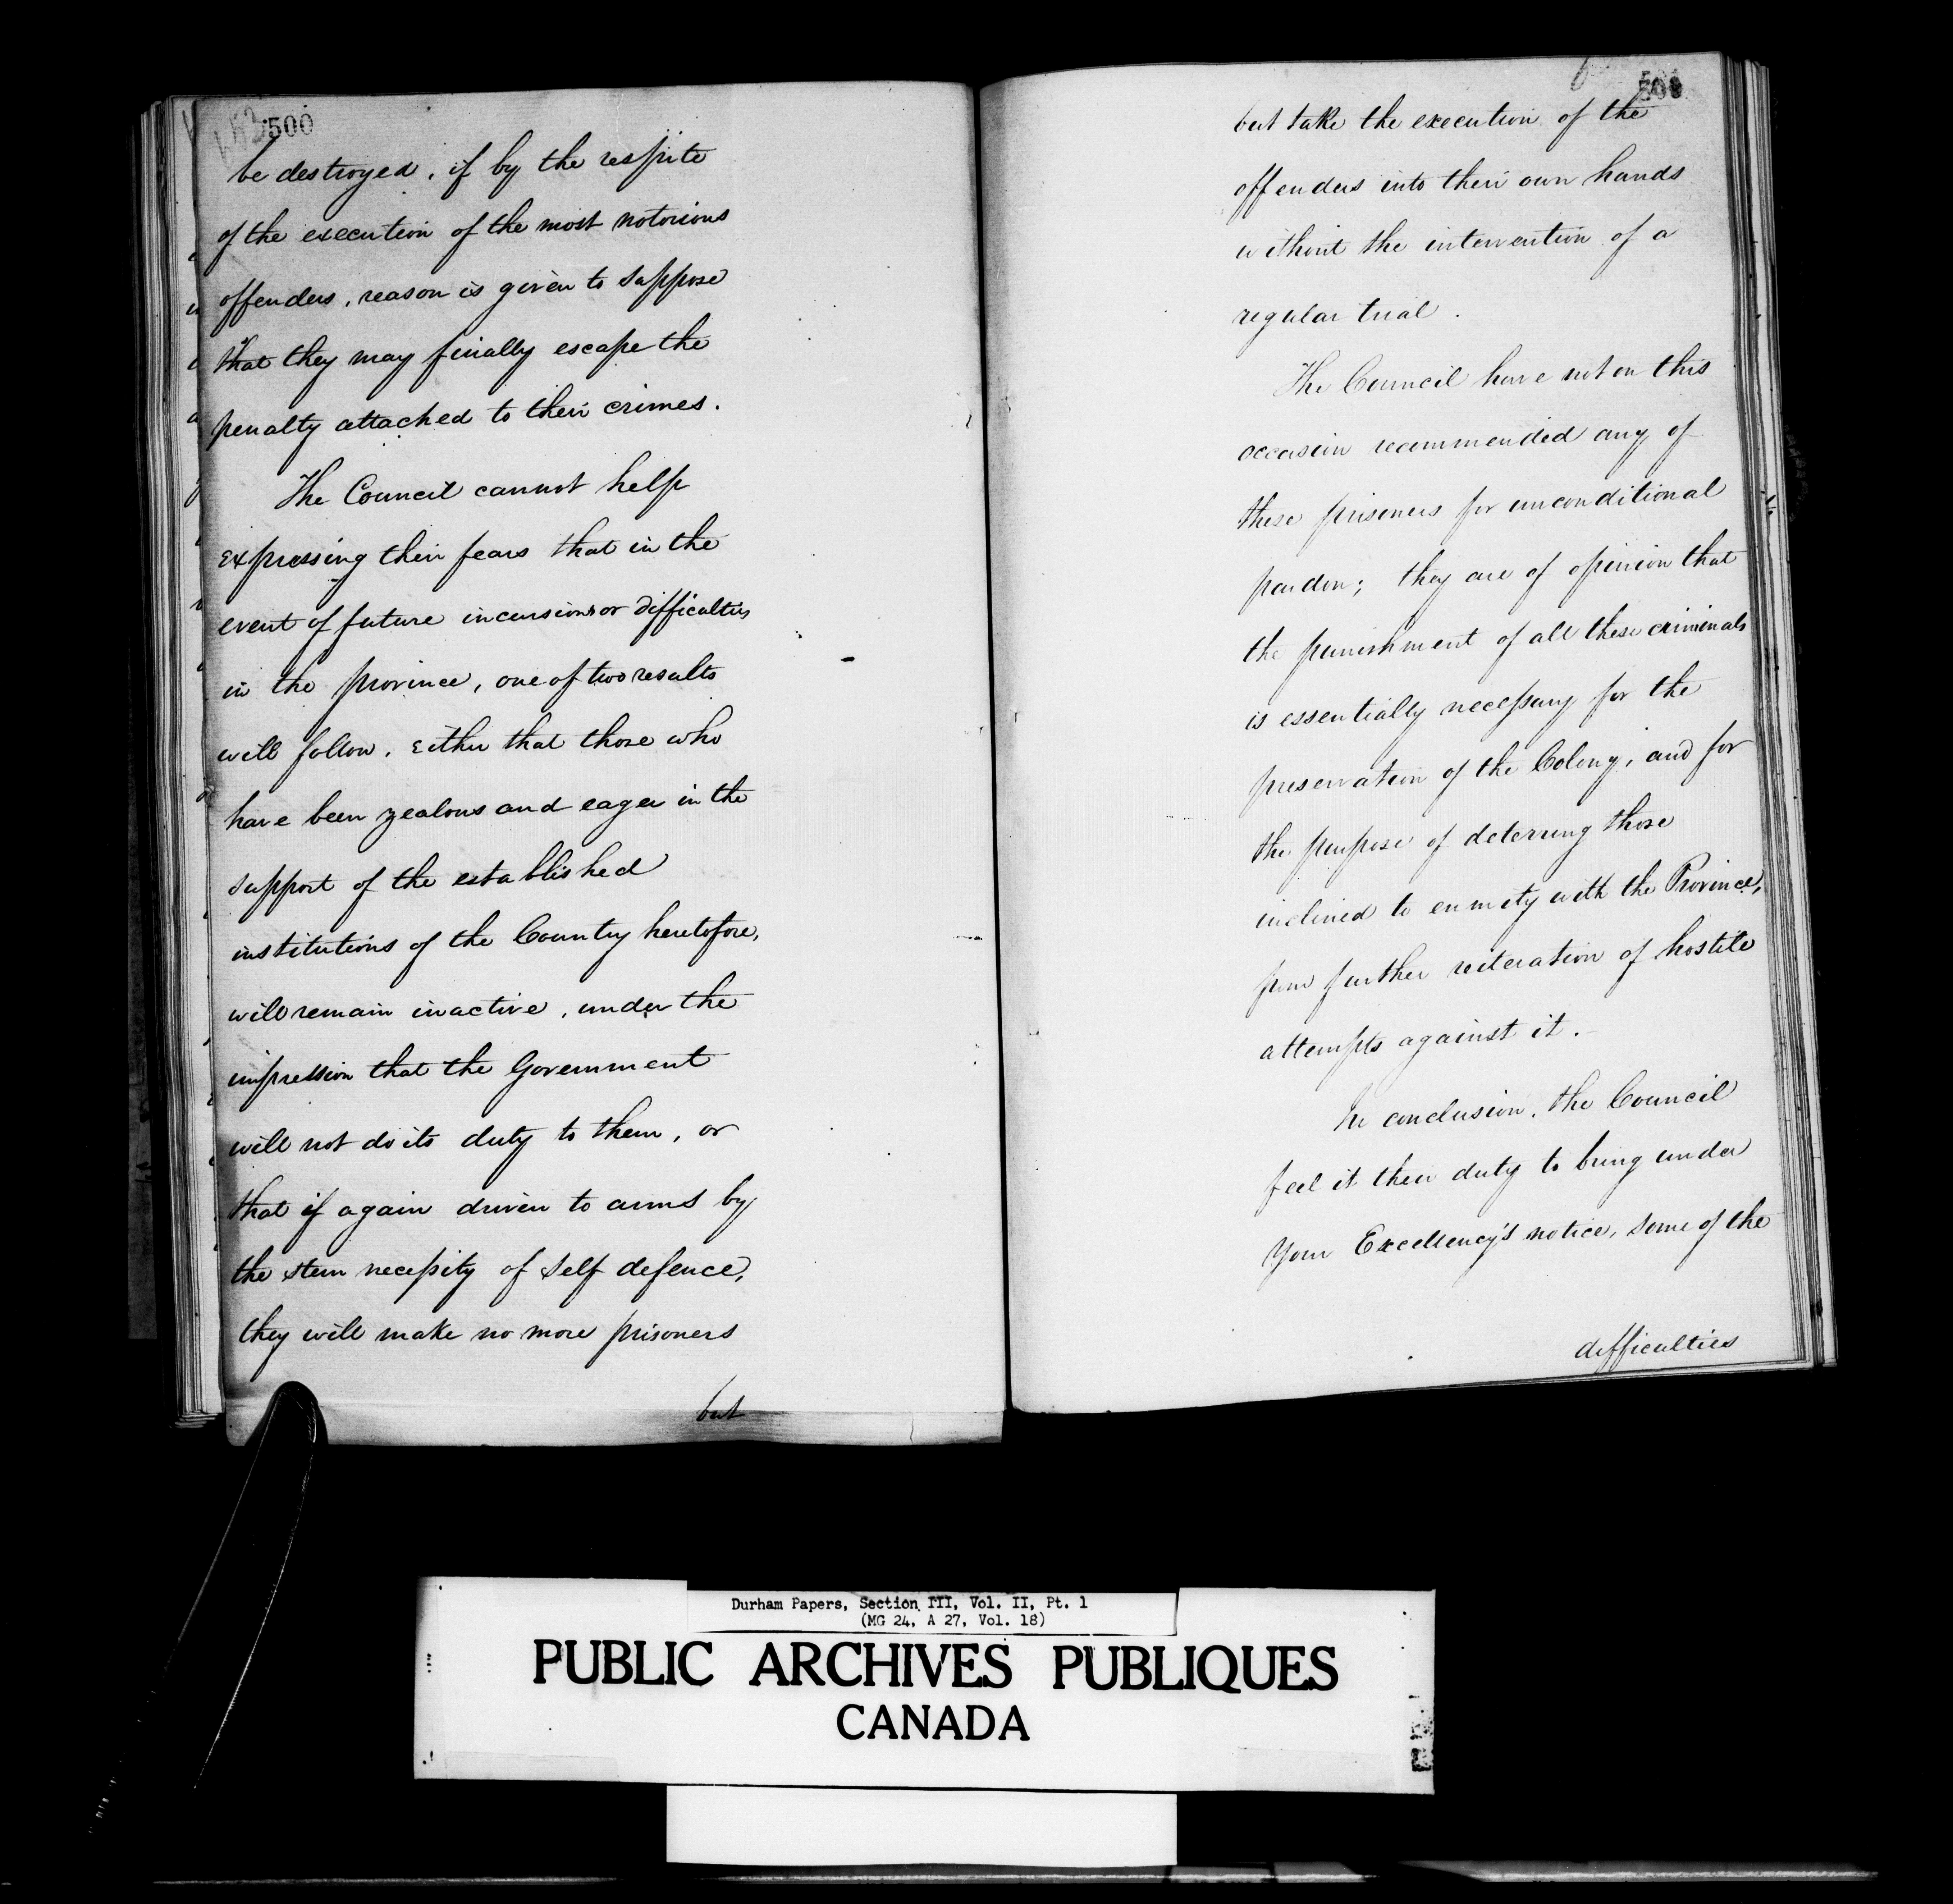 500
be destroyed, if by the respite
of the execution of the most notorious
offenders, reason is given to suppose
that they may finally escape the
penalty attached to their crimes.
The Council cannot help
expressing their fears that in the
event of future incursions or difficulties
in the province, one of two results
will follow. Either that those who
have been zealous and eager in the
support of the established
institutions of the Country heretofore,
will remain inactive, under the
impression that the Government
will not do its duty to them, or
that if again driven to arms by
the stern necessity of self defence,
they will make no more prisoners
but
but take the execution of the
offenders into their own hands
without the intervention of a
regular trial.
The Council have not on this
occasion recommended any of
these prisoners for unconditional
pardon; they are of opinion that
the punishment of all these criminals
is essentially necessary for the
preservation of the Colony, and for
the purpose of deterring those
inclined to enmity with the Province,
from further reiteration of hostile
attempts against it.
In conclusion, the Council
feel it their duty to bring under
Your Excellency's notice, some of the
difficulties
Durham Papers, Section III, Vol. II, Pt. 1
(MG 24, A 27, Vol. 18)
PUBLIC ARCHIVES PUBLIQUES
CANADA